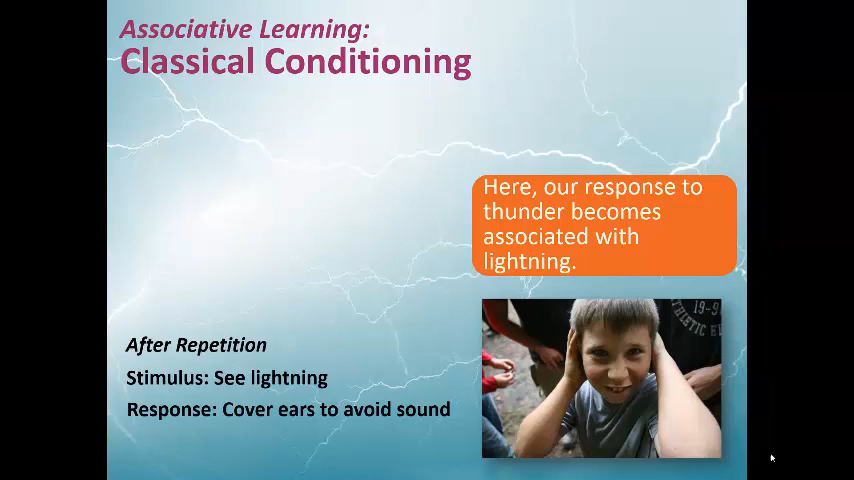 Associative Learning:
Classical Conditioning
Here, our response to
thunder becomes
associated with
lightning.
After Repetition
Stimulus: See lightning
Response: Cover ears to avoid sound